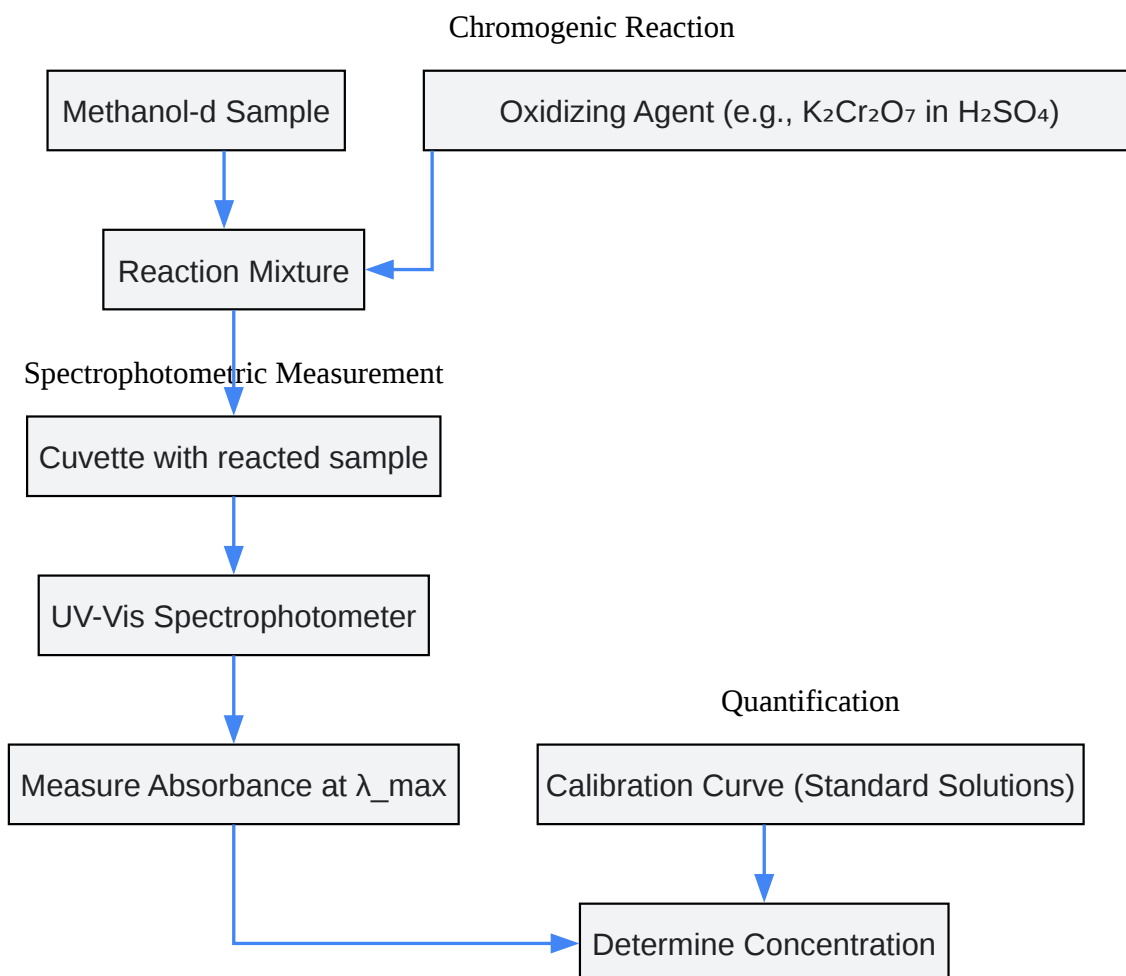 Chromogenic Reaction
Methanol-d Sample
Oxidizing Agent (e.g., K₂Cr₂O₇ in H₂SO₄)
Reaction Mixture
Spectrophotometric Measurement
Cuvette with reacted sample
UV-Vis Spectrophotometer
Quantification
Measure Absorbance at λ_max
Calibration Curve (Standard Solutions)
Determine Concentration